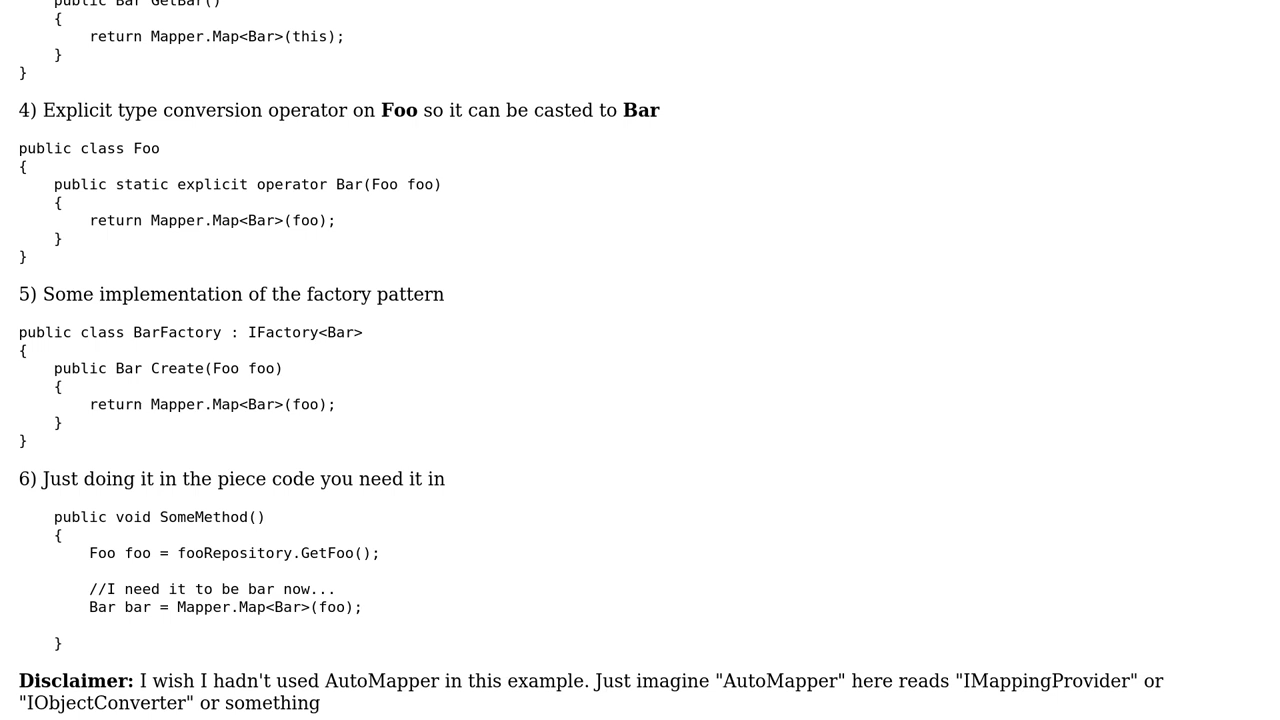 public Bar GetBar()
    {
        return Mapper.Map<Bar>(this);
    }
}
4) Explicit type conversion operator on Foo so it can be casted to Bar
public class Foo
{
    public static explicit operator Bar(Foo foo)
    {
        return Mapper.Map<Bar>(foo);
    }
}
5) Some implementation of the factory pattern
public class BarFactory : IFactory<Bar>
{
    public Bar Create(Foo foo)
    {
        return Mapper.Map<Bar>(foo);
    }
}
6) Just doing it in the piece code you need it in
    public void SomeMethod()
    {
        Foo foo = fooRepository.GetFoo();
        //I need it to be bar now...
        Bar bar = Mapper.Map<Bar>(foo);
    }
Disclaimer: I wish I hadn't used AutoMapper in this example. Just imagine "AutoMapper" here reads "IMappingProvider" or
"IObjectConverter" or something